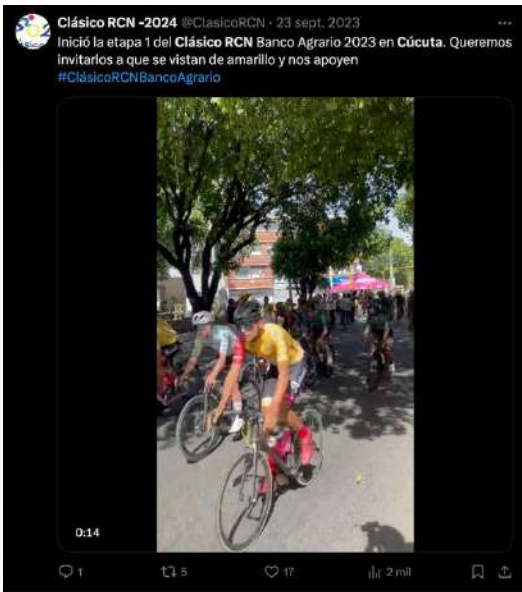 Clásico RCN -2024 @ClasicoRCN · 23 sept. 2023
Inició la etapa 1 del Clásico RCN Banco Agrario 2023 en Cúcuta. Queremos
invitarlos a que se vistan de amarillo y nos apoyen
#ClásicoRCNBancoAgrario
0:14
1 5 17 2 mil